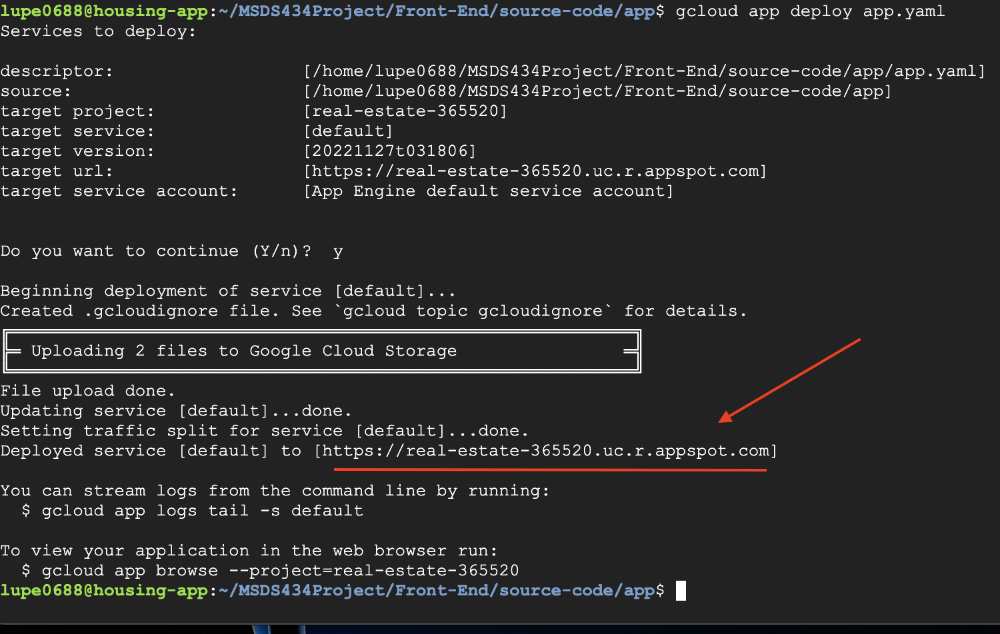 lupe0688@housing-app:~/MSDS434Project/Front-End/source-code/app$ gcloud app deploy app.yaml
Services to deploy:
descriptor: [/home/lupe0688/MSDS434Project/Front-End/source-code/app/app.yaml]
source: [/home/lupe0688/MSDS434Project/Front-End/source-code/app]
target project: [real-estate-365520]
target service: [default]
target version: [20221127t031806]
target url: [https://real-estate-365520.uc.r.appspot.com]
target service account: [App Engine default service account]
Do you want to continue (Y/n)? y
Beginning deployment of service [default]...
Created .gcloudignore file. See `gcloud topic gcloudignore` for details.
Uploading 2 files to Google Cloud Storage
File upload done.
Updating service [default]...done.
Setting traffic split for service [default]...done.
Deployed service [default] to [https://real-estate-365520.uc.r.appspot.com]
You can stream logs from the command line by running:
$ gcloud app logs tail -s default
To view your application in the web browser run:
$ gcloud app browse --project=real-estate-365520
lupe0688@housing-app:~/MSDS434Project/Front-End/source-code/app$